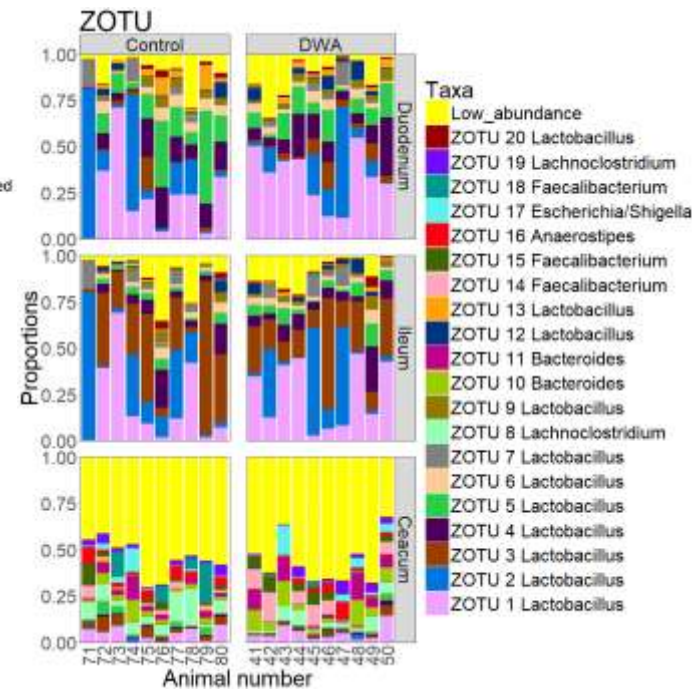 ZOTU
Control DWA
ed
1.00
0.75
0.50
0.25
0.00
Duodenum
1.00
0.75
0.50
0.25
0.00
Ileum
1.00
0.75
0.50
0.25
0.00
Ceacum
Proportions
71 72 73 74 75 76 77 78 79 80 41 42 43 44 45 46 47 48 49 50
Animal number
Taxa
Low_abundance
ZOTU 20 Lactobacillus
ZOTU 19 Lachnoclostridium
ZOTU 18 Faecalibacterium
ZOTU 17 Escherichia/Shigella
ZOTU 16 Anaerostipes
ZOTU 15 Faecalibacterium
ZOTU 14 Faecalibacterium
ZOTU 13 Lactobacillus
ZOTU 12 Lactobacillus
ZOTU 11 Bacteroides
ZOTU 10 Bacteroides
ZOTU 9 Lactobacillus
ZOTU 8 Lachnoclostridium
ZOTU 7 Lactobacillus
ZOTU 6 Lactobacillus
ZOTU 5 Lactobacillus
ZOTU 4 Lactobacillus
ZOTU 3 Lactobacillus
ZOTU 2 Lactobacillus
ZOTU 1 Lactobacillus